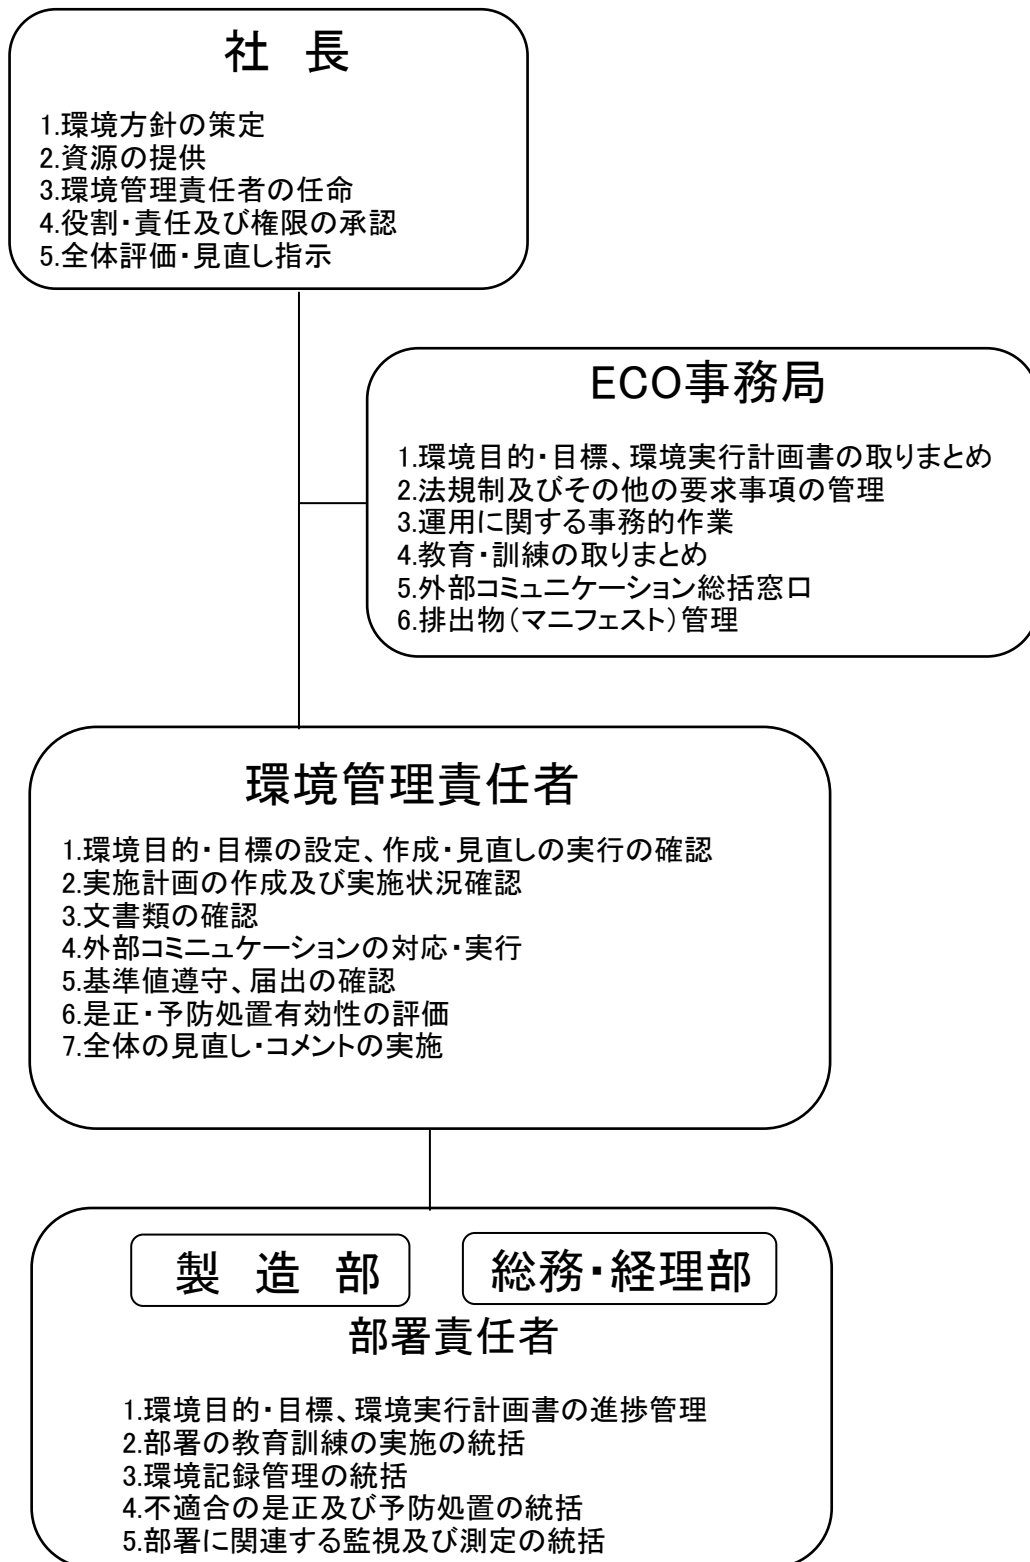 社 長
1.環境方針の策定
2.資源の提供
3.環境管理責任者の任命
4.役割・責任及び権限の承認
5.全体評価・見直し指示
ECO事務局
1.環境目的・目標、環境実行計画書の取りまとめ
2.法規制及びその他の要求事項の管理
3.運用に関する事務的作業
4.教育・訓練の取りまとめ
5.外部コミュニケーション総括窓口
6.排出物(マニフェスト)管理
環境管理責任者
1.環境目的・目標の設定、作成・見直しの実行の確認
2.実施計画の作成及び実施状況確認
3.文書類の確認
4.外部コミニュケーションの対応・実行
5.基準値遵守、届出の確認
6.是正・予防処置有効性の評価
7.全体の見直し・コメントの実施
製 造 部
総務・経理部
部署責任者
1.環境目的・目標、環境実行計画書の進捗管理
2.部署の教育訓練の実施の統括
3.環境記録管理の統括
4.不適合の是正及び予防処置の統括
5.部署に関連する監視及び測定の統括